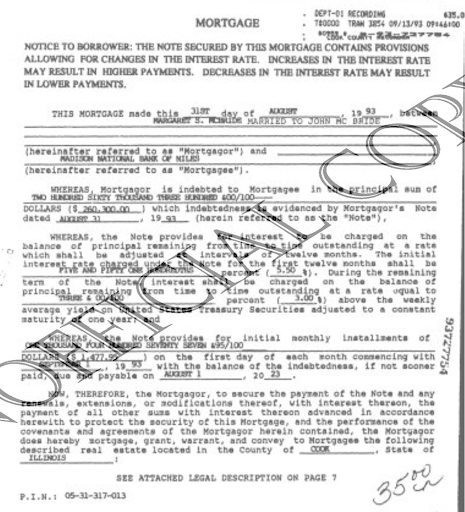 DEPT-01 RECORDING $35.0
T#0000 TRAN 3854 09/13/93 09:46:00
COOK COUNTY RECORDER
MORTGAGE
NOTICE TO BORROWER: THE NOTE SECURED BY THIS MORTGAGE CONTAINS PROVISIONS
ALLOWING FOR CHANGES IN THE INTEREST RATE. INCREASES IN THE INTEREST RATE
MAY RESULT IN HIGHER PAYMENTS. DECREASES IN THE INTEREST RATE MAY RESULT
IN LOWER PAYMENTS.
THIS MORTGAGE made this 31ST day of AUGUST, 1993, between
MARGARET S. MCBRIDE MARRIED TO JOHN MC BRIDE
(hereinafter referred to as "Mortgagor") and
MADISON NATIONAL BANK OF NILES
(hereinafter referred to as "Mortgagee").
WHEREAS, Mortgagor is indebted to Mortgagee in the principal sum of
TWO HUNDRED SIXTY THOUSAND THREE HUNDRED &00/100
DOLLARS ($ 260,300.00) which indebtedness is evidenced by Mortgagor's Note
dated AUGUST 31, 1993 (herein referred to as the "Note"),
WHEREAS, the Note provides for interest to be charged on the
balance of principal remaining from time to time outstanding at a rate
which shall be adjusted at intervals of twelve months. The initial
interest rate charged under the Note for the first twelve months shall be
FIVE AND FIFTY ONE HUNDREDTHS percent (5.50 %). During the remaining
term of the Note interest shall be charged on the balance of
principal remaining from time to time outstanding at a rate equal to
THREE & 00/100 percent (3.00 %) above the weekly
average yield on United States Treasury Securities adjusted to a constant
maturity of one year; and
WHEREAS, the Note provides for initial monthly installments of
ONE THOUSAND FOUR HUNDRED SEVENTY SEVEN &95/100
DOLLARS ($ 1,477.95) on the first day of each month commencing with
1993 with the balance of the indebtedness, if not sooner
paid, due and payable on AUGUST 1, 2023.
NOW, THEREFORE, the Mortgagor, to secure the payment of the Note and any
renewals, extensions, or modifications thereof, with interest thereon, the
payment of all other sums with interest thereon advanced in accordance
herewith to protect the security of this Mortgage, and the performance of the
covenants and agreements of the Mortgagor herein contained, the Mortgagor
does hereby mortgage, grant, warrant, and convey to Mortgagee the following
described real estate located in the County of COOK, State of
ILLINOIS:
SEE ATTACHED LEGAL DESCRIPTION ON PAGE 7
P.I.N.: 05-31-317-013
93727754
3500
UNOFFICIAL COPY